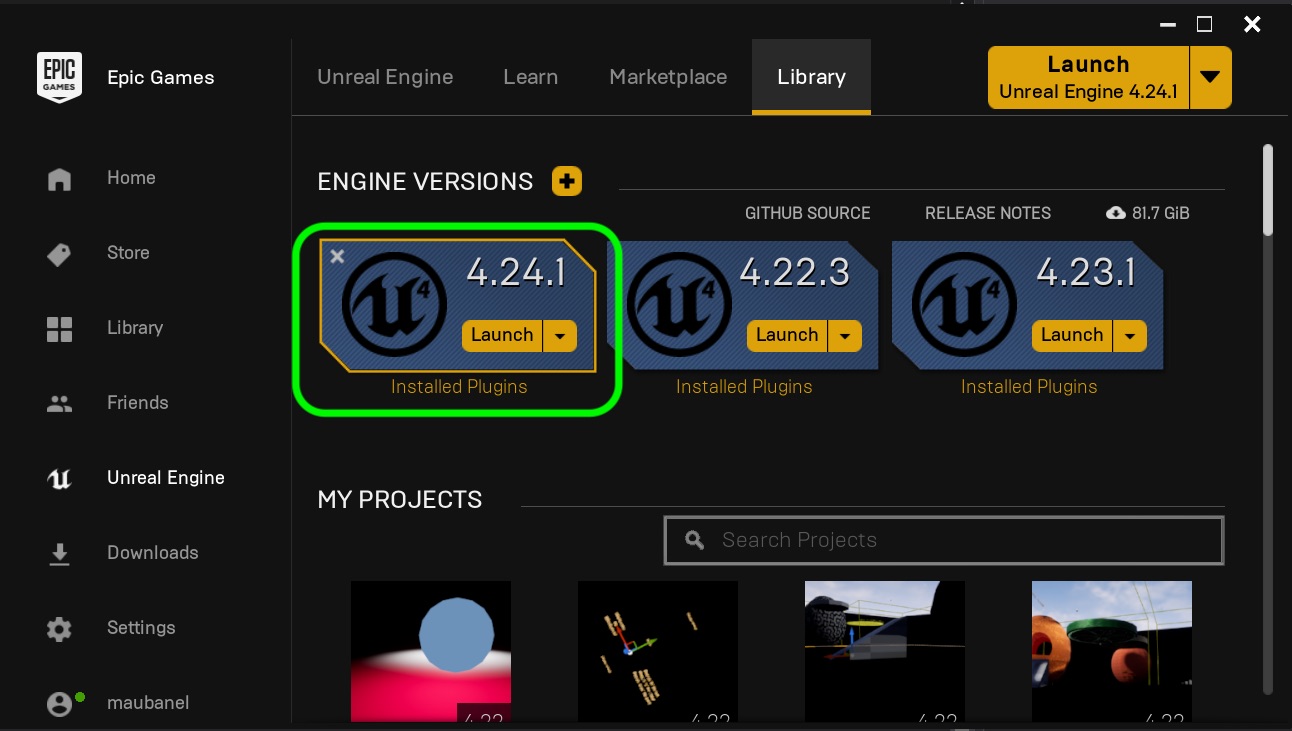 EPIC
GAMES
Epic Games
Unreal Engine
Learn
Marketplace
Library
Launch
Unreal Engine 4.24.1
Home
Store
Library
Friends
Unreal Engine
Downloads
Settings
maubanel
ENGINE VERSIONS
GITHUB SOURCE
RELEASE NOTES
81.7 GiB
4.24.1
4
Launch
Installed Plugins
4.22.3
4
Launch
Installed Plugins
4.23.1
4
Launch
Installed Plugins
MY PROJECTS
Search Projects
4.22
4.22
4.22
4.22